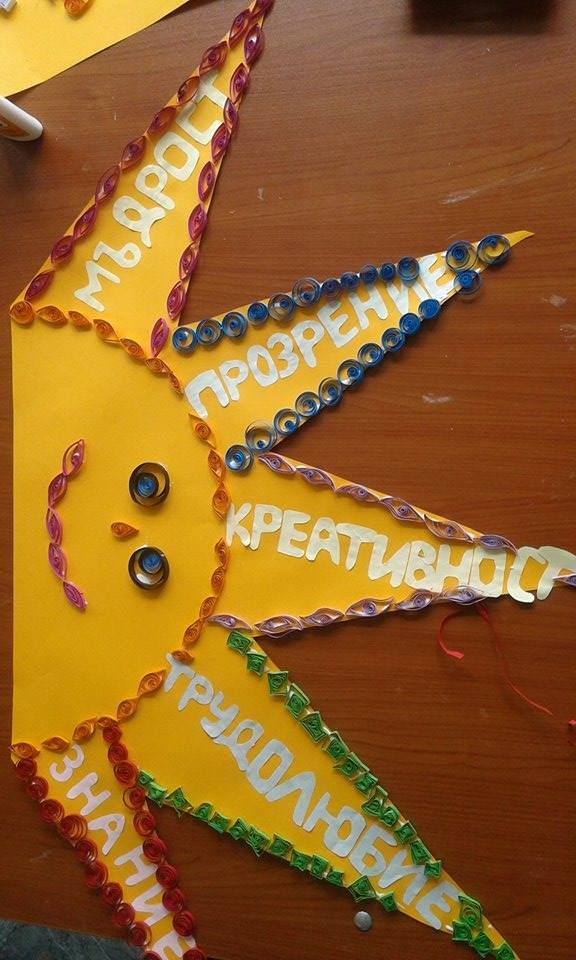 МЪДРОСТ
ПРОЗРЕНИЕ
КРЕАТИВНОСТ
ТРУДОЛЮБИЕ
ЗНАНИЕ